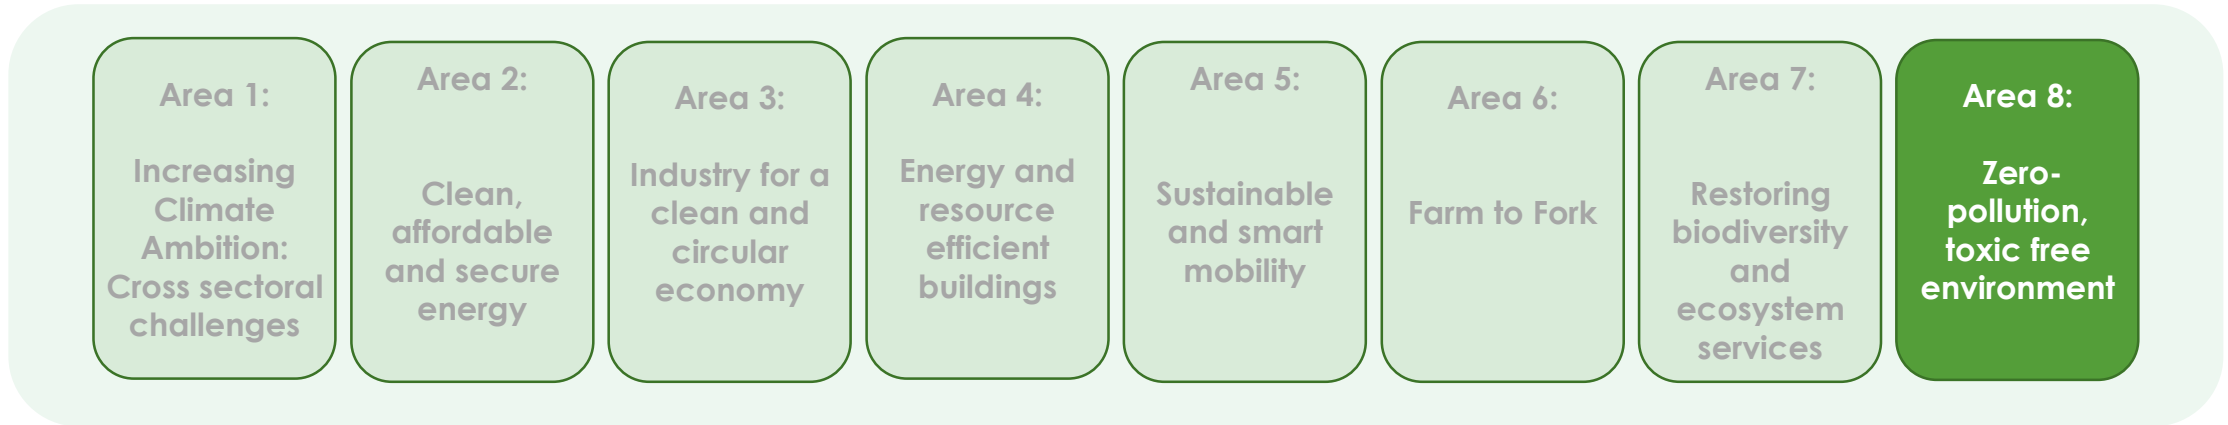 Area 1:
Increasing
Climate
Ambition:
Cross sectoral
challenges
Area 2:
Clean,
affordable
and secure
energy
Area 3:
Industry for a
clean and
circular
economy
Area 4:
Energy and
resource
efficient
buildings
Area 5:
Sustainable
and smart
mobility
Area 6:
Farm to Fork
Area 7:
Restoring
biodiversity
and
ecosystem
services
Area 8:
Zero-
pollution,
toxic free
environment